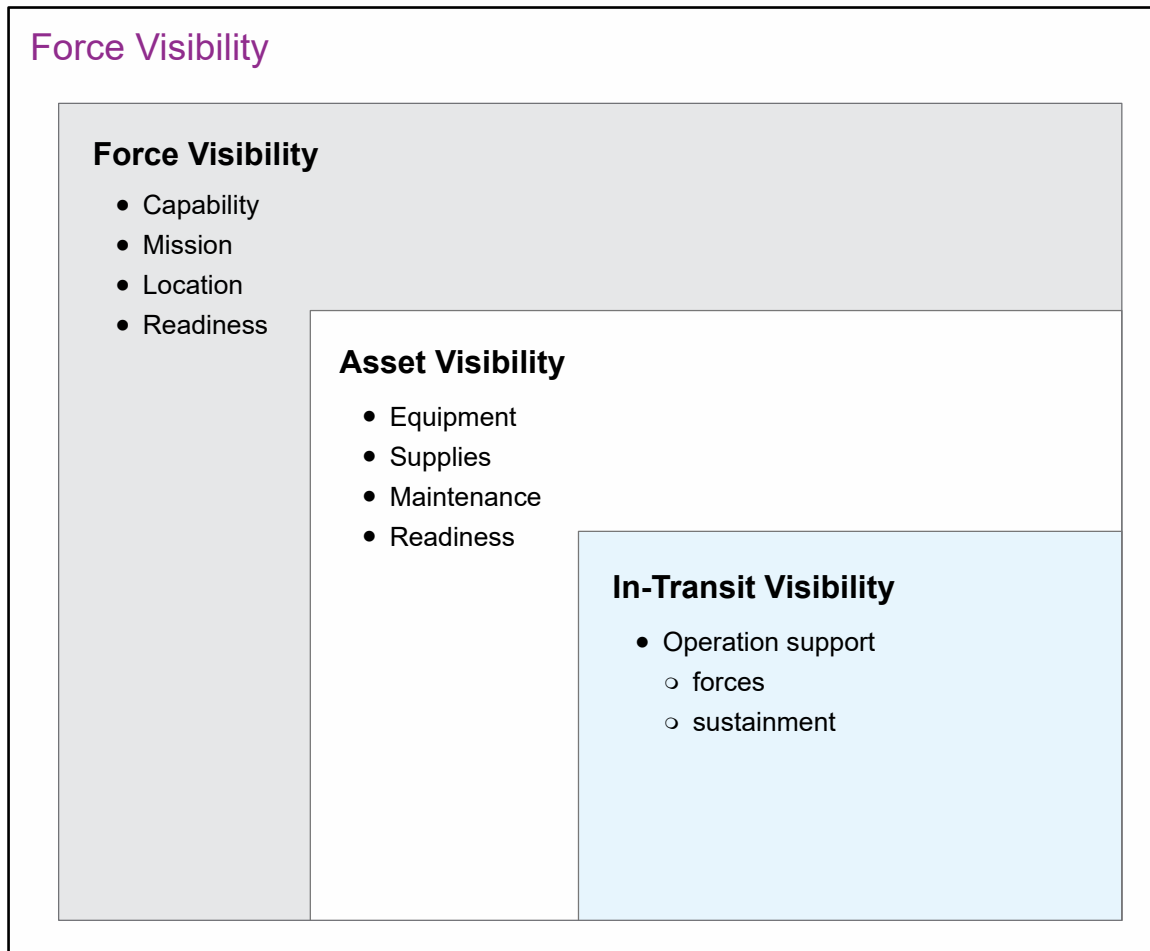 Force Visibility
Force Visibility
• Capability
• Mission
• Location
• Readiness
Asset Visibility
• Equipment
• Supplies
• Maintenance
• Readiness
In-Transit Visibility
• Operation support
○ forces
○ sustainment